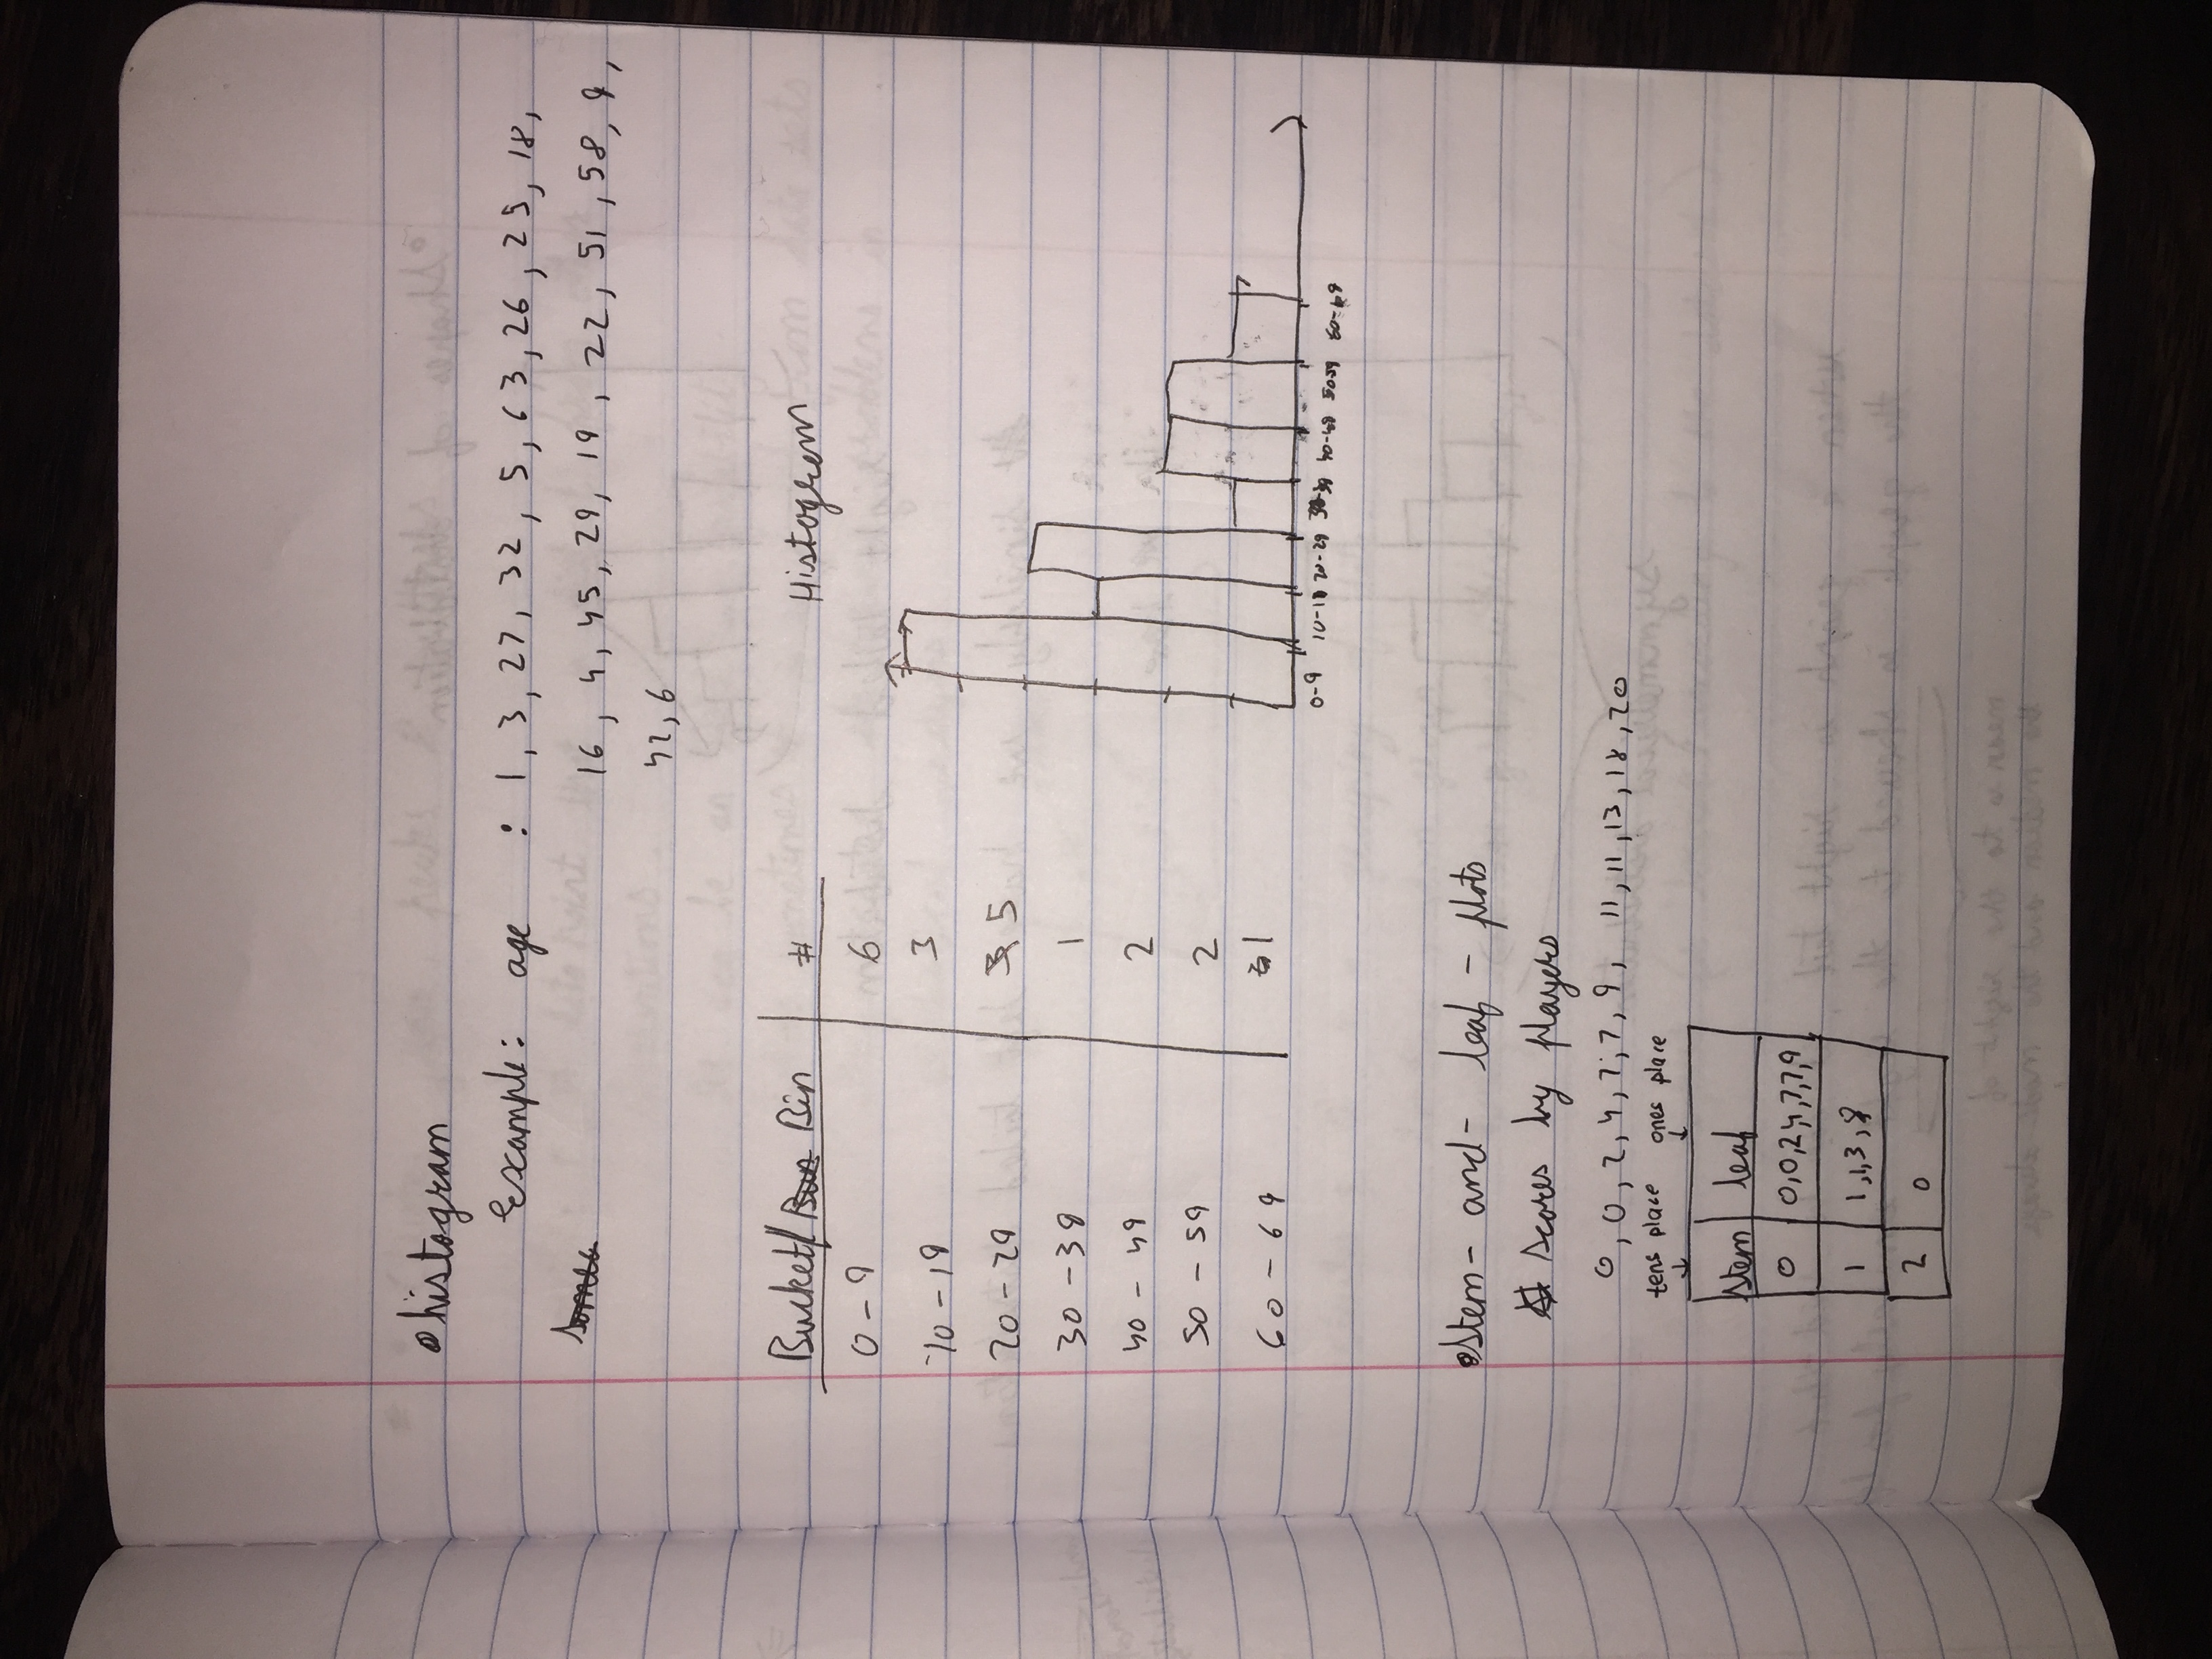 histogram
Example: age : 1, 3, 27, 32, 5, 63, 26, 25, 18,
16, 4, 45, 29, 19, 22, 51, 58, 9,
42, 6
Bucket/ Bin #
Histogram
0-9 6
10-19 3
20-29 5
30-39 1
40-49 2
50-59 2
60-69 1
0-9 10-19 20-29 40-49 5059 60-69
Stem-and-leaf-plots
Scores by players
0, 0, 2, 4, 7, 7, 9, 11, 11, 13, 18, 20
tens place ones place
stem leaf
0 0,0,2,4,7,7,9
1 1,1,3,8
2 0